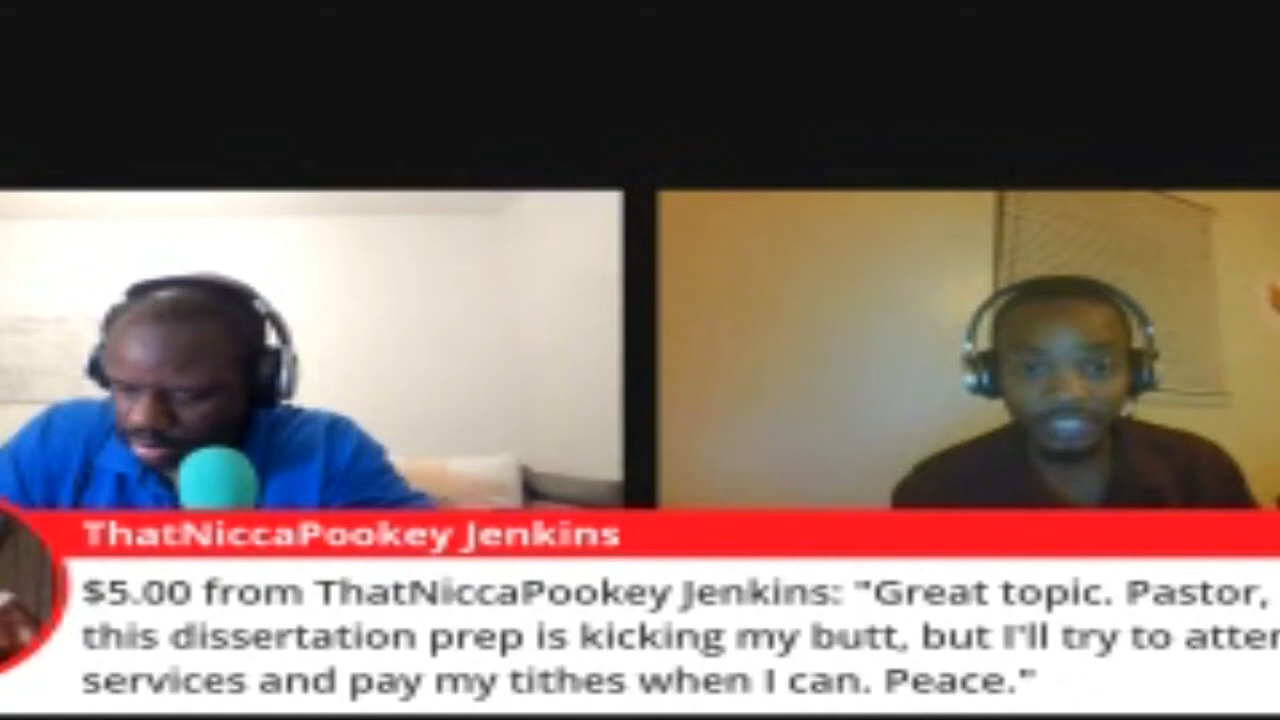 ThatNiccaPookey Jenkins
$5.00 from ThatNiccaPookey Jenkins: "Great topic. Pastor,
this dissertation prep is kicking my butt, but I'll try to atten
services and pay my tithes when I can. Peace."